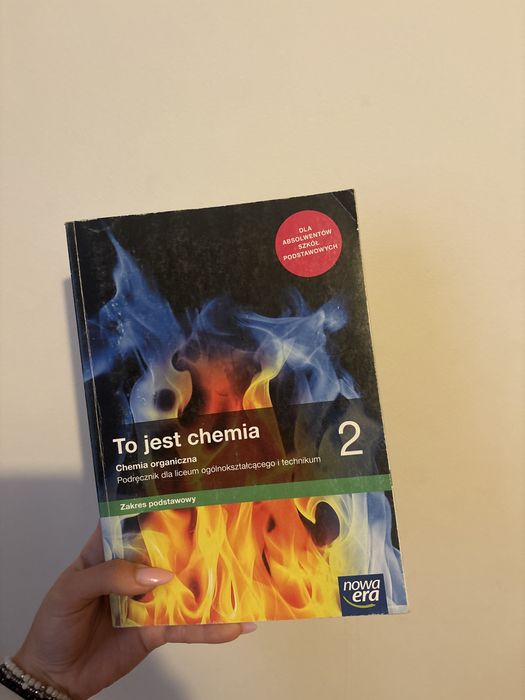 DLA
ABSOLWENTÓW
SZKÓŁ
PODSTAWOWYCH
To jest chemia
2
Chemia organiczna
Podręcznik dla liceum ogólnokształcącego i technikum
Zakres podstawowy
nowa
era